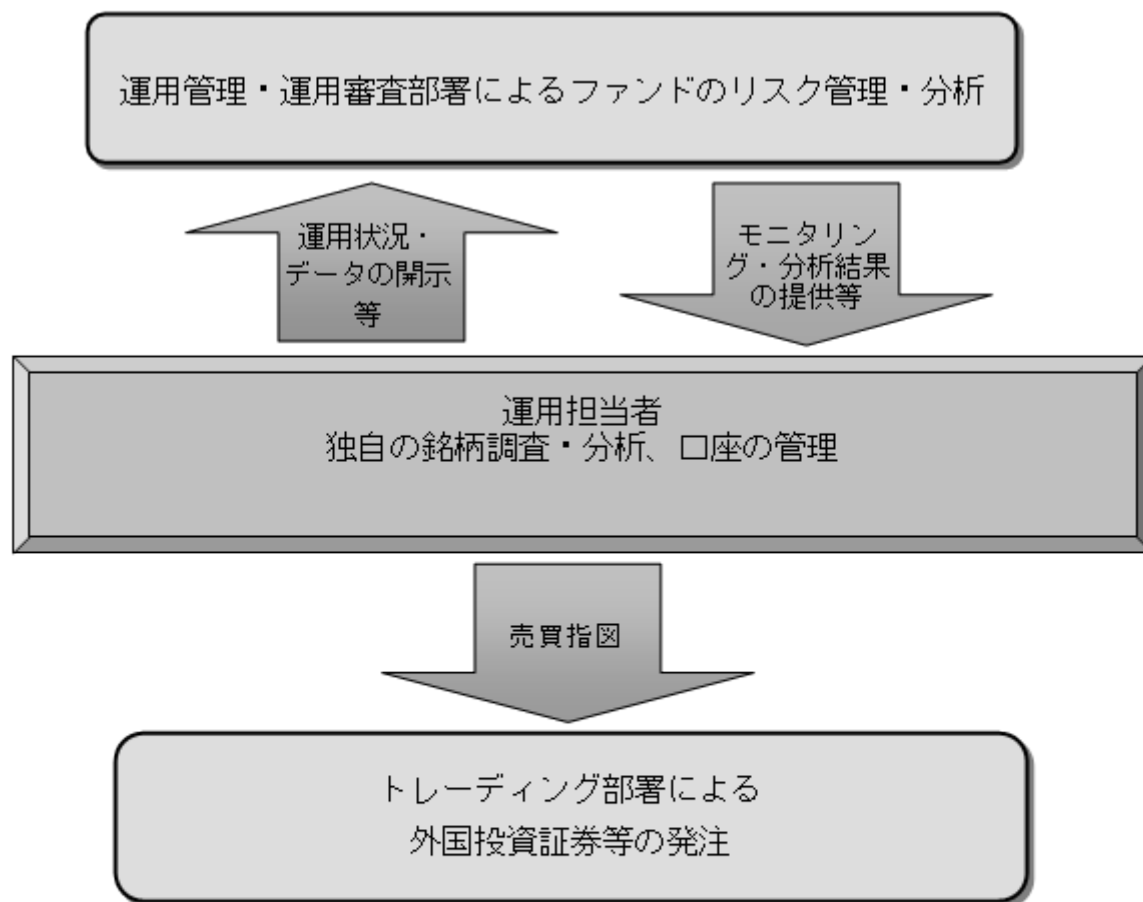 運用管理・運用審査部署によるファンドのリスク管理・分析
運用状況・
データの開示
等
モニタリン
グ・分析結果
の提供等
運用担当者
独自の銘柄調査・分析、口座の管理
売買指図
トレーディング部署による
外国投資証券等の発注